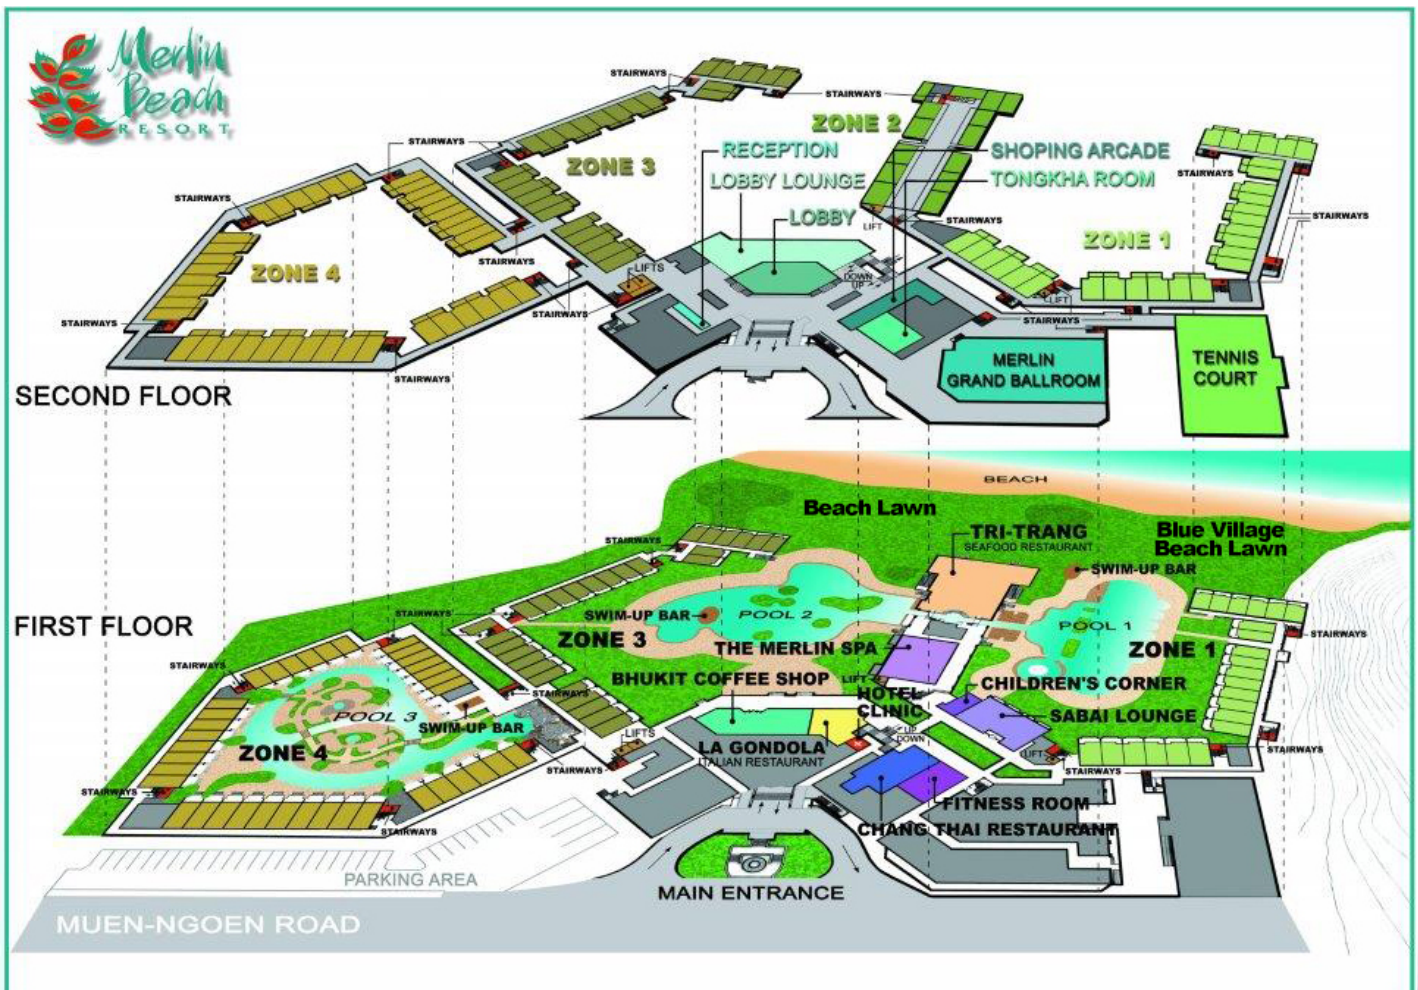 Merlin
Beach
RESORT
STAIRWAYS
STAIRWAYS
ZONE 2
STAIRWAYS
ZONE 3
RECEPTION
SHOPING ARCADE
LOBBY LOUNGE
TONGKHA ROOM
STAIRWAYS
STAIRWAYS
LOBBY
STAIRWAYS
STAIRWAYS
LIFT
ZONE 1
STAIRWAYS
ZONE 4
LIFTS
DOWN
UP
LIFT
STAIRWAYS
STAIRWAYS
STAIRWAYS
MERLIN
GRAND BALLROOM
TENNIS
COURT
STAIRWAYS
SECOND FLOOR
BEACH
Beach Lawn
Blue Village
Beach Lawn
TRI-TRANG
SEAFOOD RESTAURANT
STAIRWAYS
SWIM-UP BAR
FIRST FLOOR
STAIRWAYS
SWIM-UP BAR
POOL 2
POOL 1
STAIRWAYS
ZONE 3
THE MERLIN SPA
ZONE 1
STAIRWAYS
BHUKIT COFFEE SHOP
LIFT
CHILDREN'S CORNER
STAIRWAYS
HOTEL
CLINIC
POOL 3
SWIM-UP BAR
SABAI LOUNGE
ZONE 4
LIFTS
LA GONDOLA
ITALIAN RESTAURANT
UP
DOWN
LIFT
STAIRWAYS
STAIRWAYS
STAIRWAYS
STAIRWAYS
FITNESS ROOM
STAIRWAYS
CHANG THAI RESTAURANT
PARKING AREA
MAIN ENTRANCE
MUEN-NGOEN ROAD